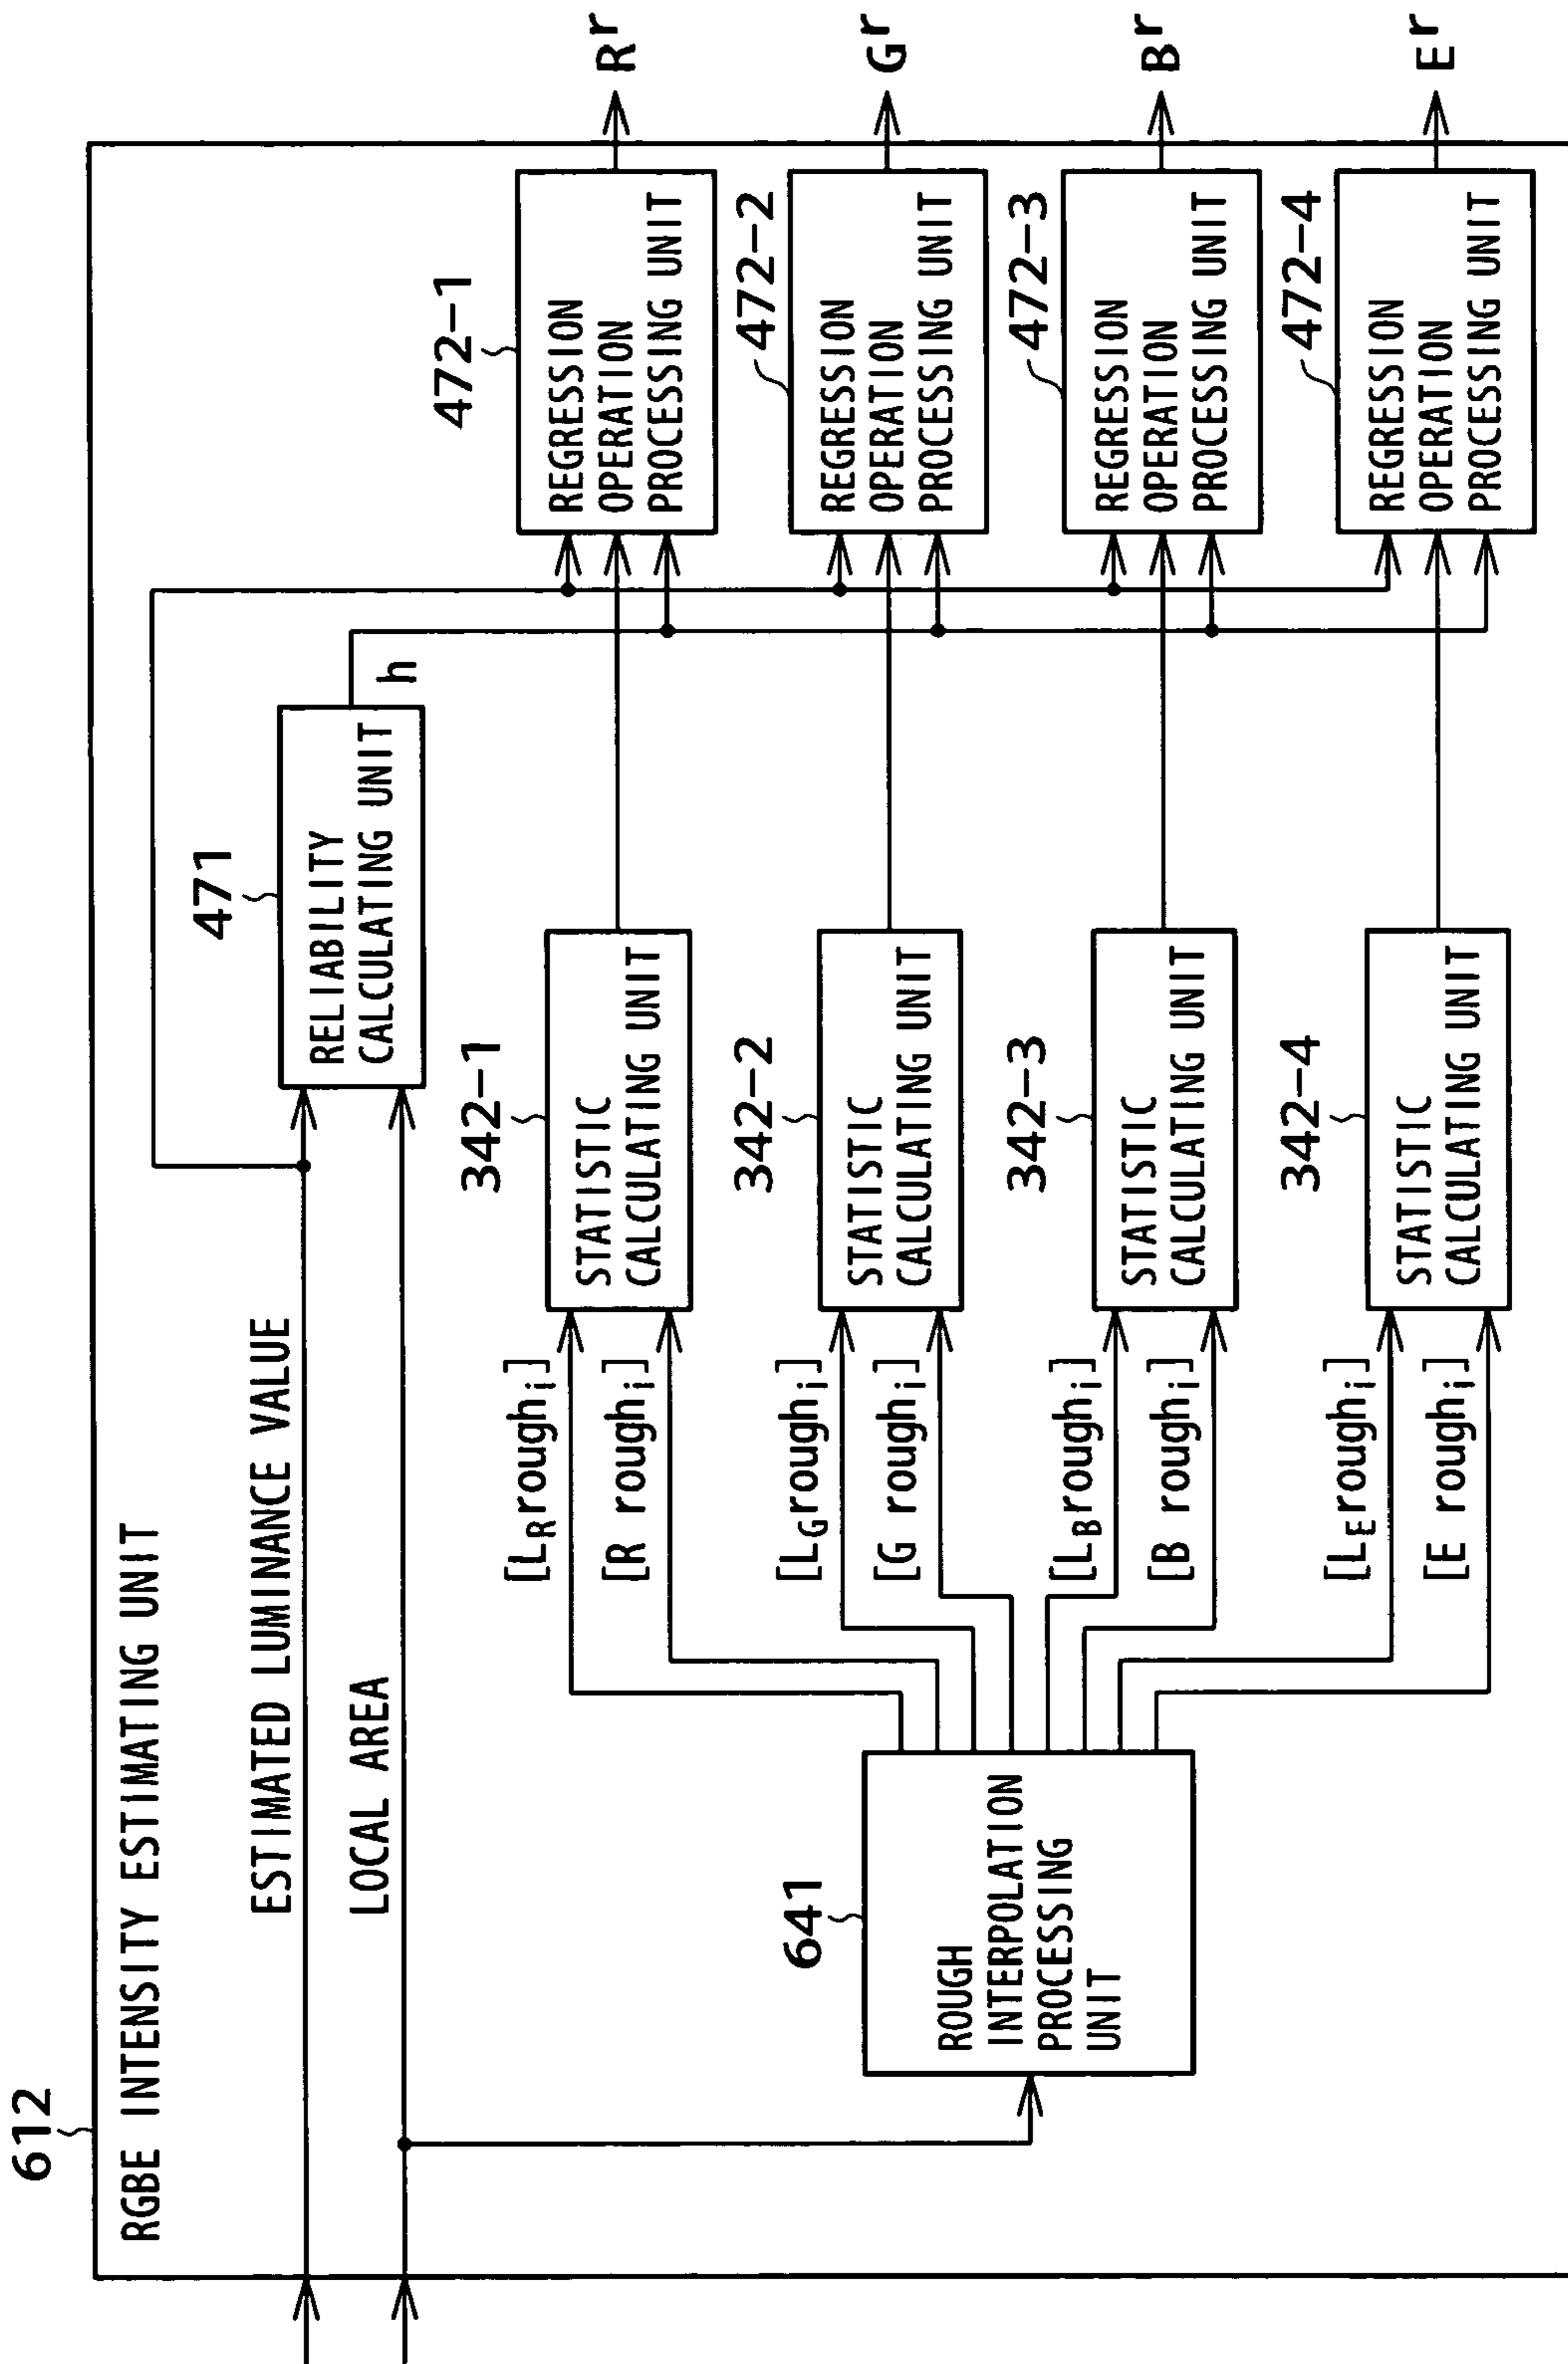 612
RGBE INTENSITY ESTIMATING UNIT
ESTIMATED LUMINANCE VALUE
LOCAL AREA
471
RELIABILITY
CALCULATING UNIT
h
641
ROUGH
INTERPOLATION
PROCESSING
UNIT
[LRroughi]
[R roughi]
342-1
STATISTIC
CALCULATING UNIT
472-1
REGRESSION
OPERATION
PROCESSING UNIT
Rr
[LGroughi]
[G roughi]
342-2
STATISTIC
CALCULATING UNIT
472-2
REGRESSION
OPERATION
PROCESSING UNIT
Gr
[LBroughi]
[B roughi]
342-3
STATISTIC
CALCULATING UNIT
472-3
REGRESSION
OPERATION
PROCESSING UNIT
Br
[LEroughi]
[E roughi]
342-4
STATISTIC
CALCULATING UNIT
472-4
REGRESSION
OPERATION
PROCESSING UNIT
Er